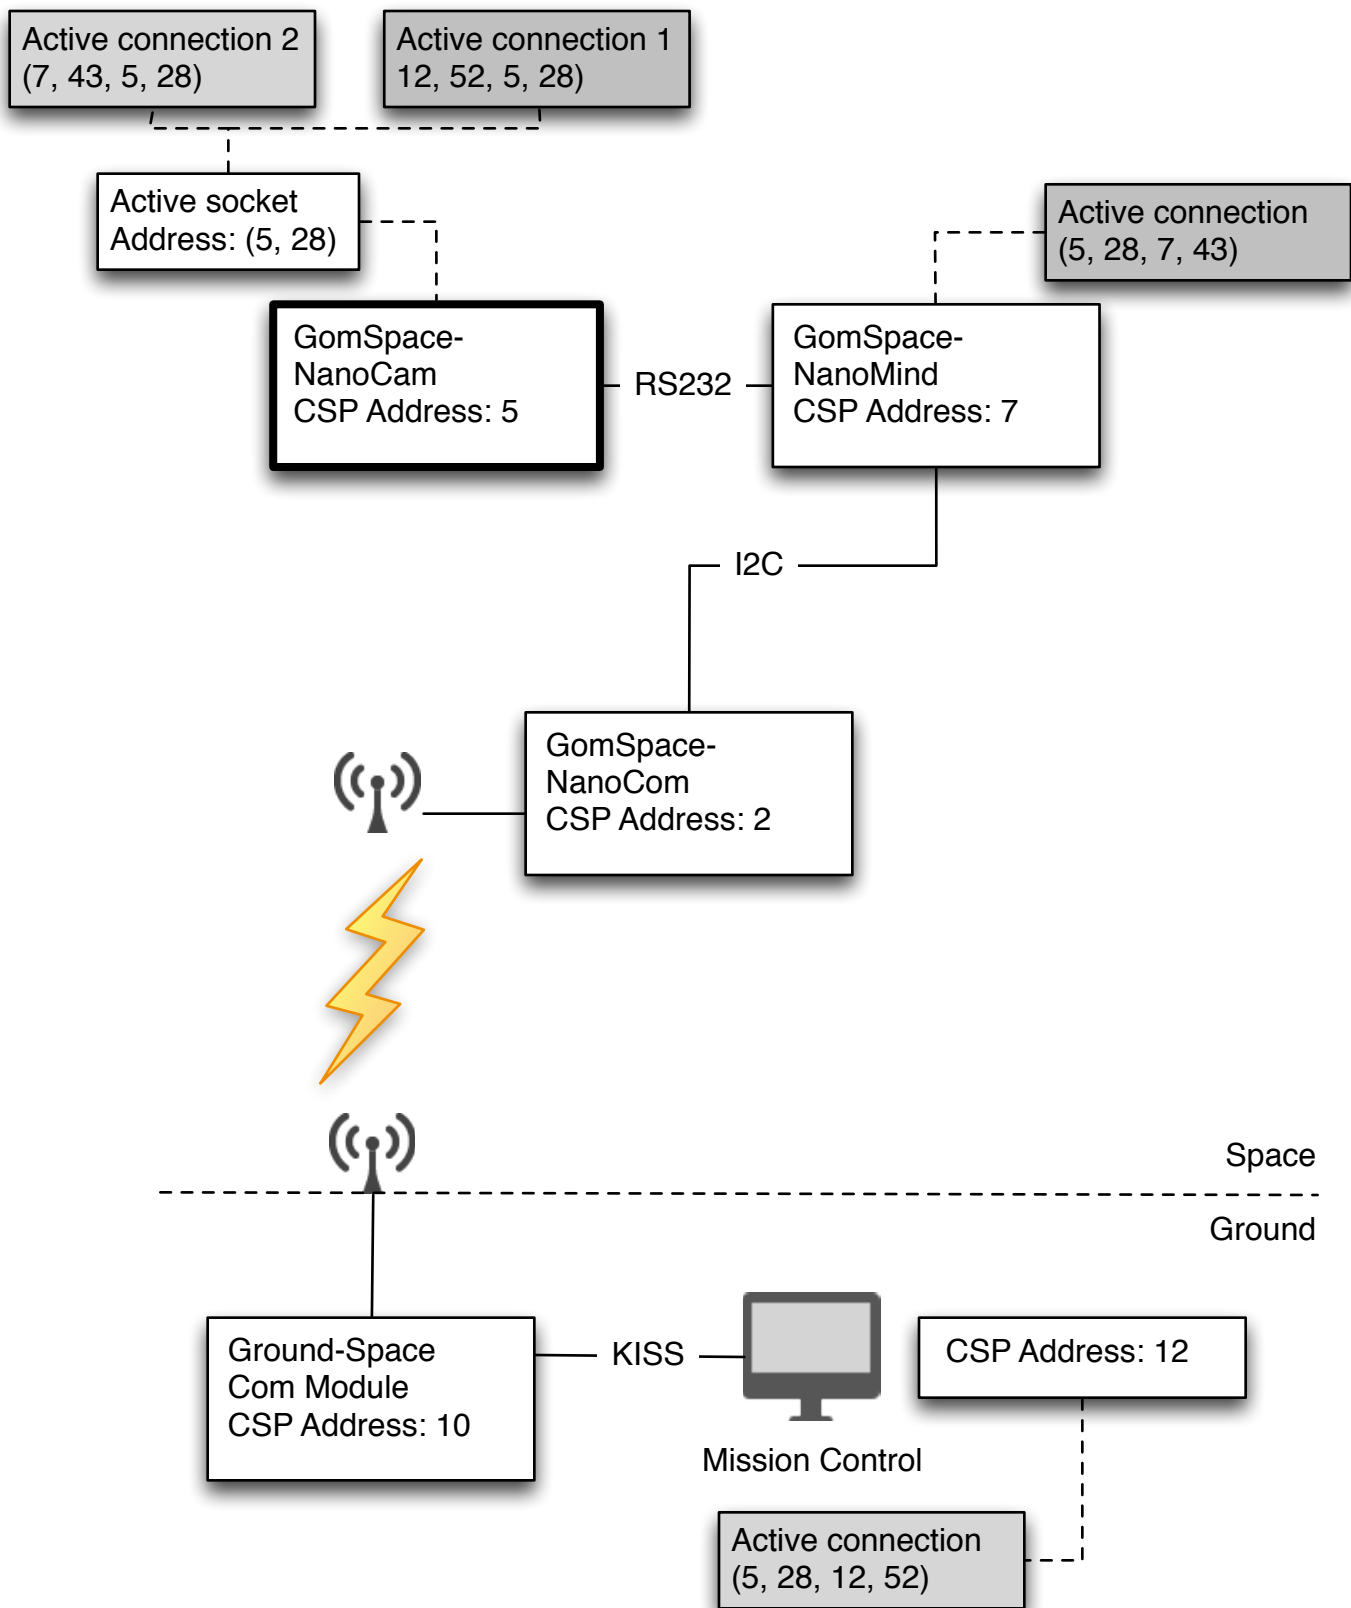 Active connection 2
(7, 43, 5, 28)
Active connection 1
12, 52, 5, 28)
Active socket
Address: (5, 28)
Active connection
(5, 28, 7, 43)
GomSpace-
NanoCam
CSP Address: 5
RS232
GomSpace-
NanoMind
CSP Address: 7
I2C
GomSpace-
NanoCom
CSP Address: 2
Space
Ground
Ground-Space
Com Module
CSP Address: 10
KISS
Mission Control
CSP Address: 12
Active connection
(5, 28, 12, 52)